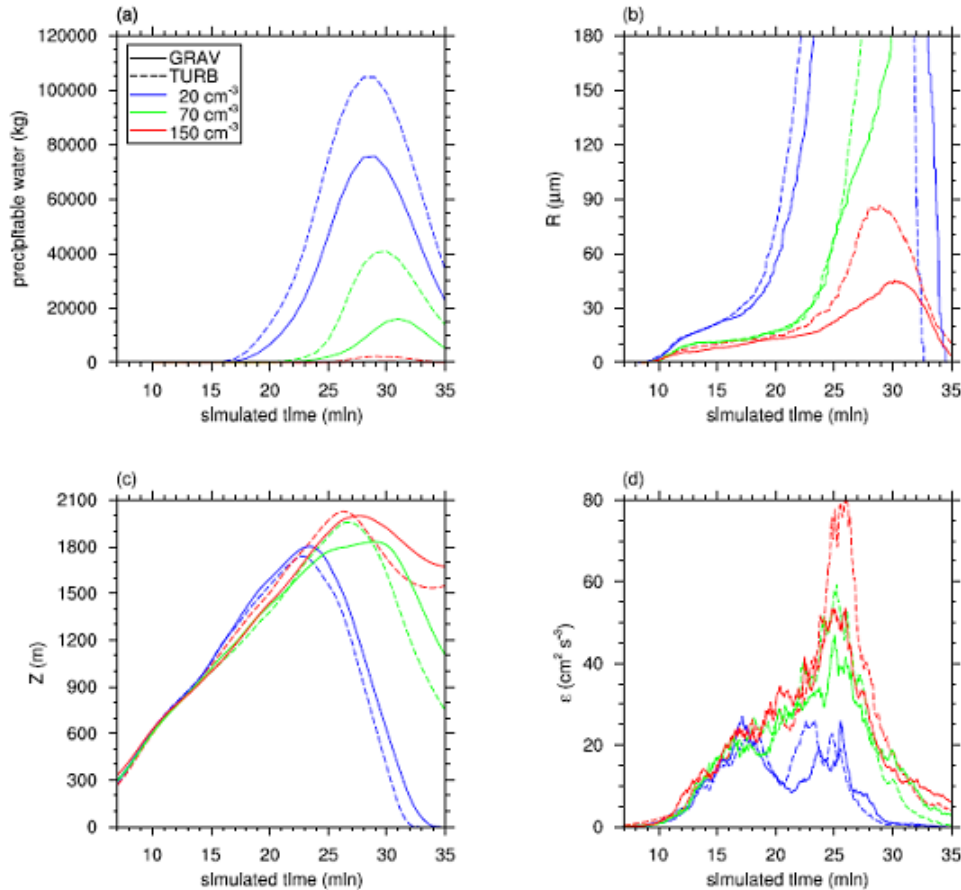 (a)
precipitable water (kg)
120000
100000
80000
60000
40000
20000
0
GRAV
TURB
20 cm-3
70 cm-3
150 cm-3
10 15 20 25 30 35
simulated time (min)
(b)
R (μm)
180
150
120
90
60
30
0
10 15 20 25 30 35
simulated time (min)
(c)
Z (m)
2100
1800
1500
1200
900
600
300
0
10 15 20 25 30 35
simulated time (min)
(d)
ε (cm² s⁻³)
80
60
40
20
0
10 15 20 25 30 35
simulated time (min)